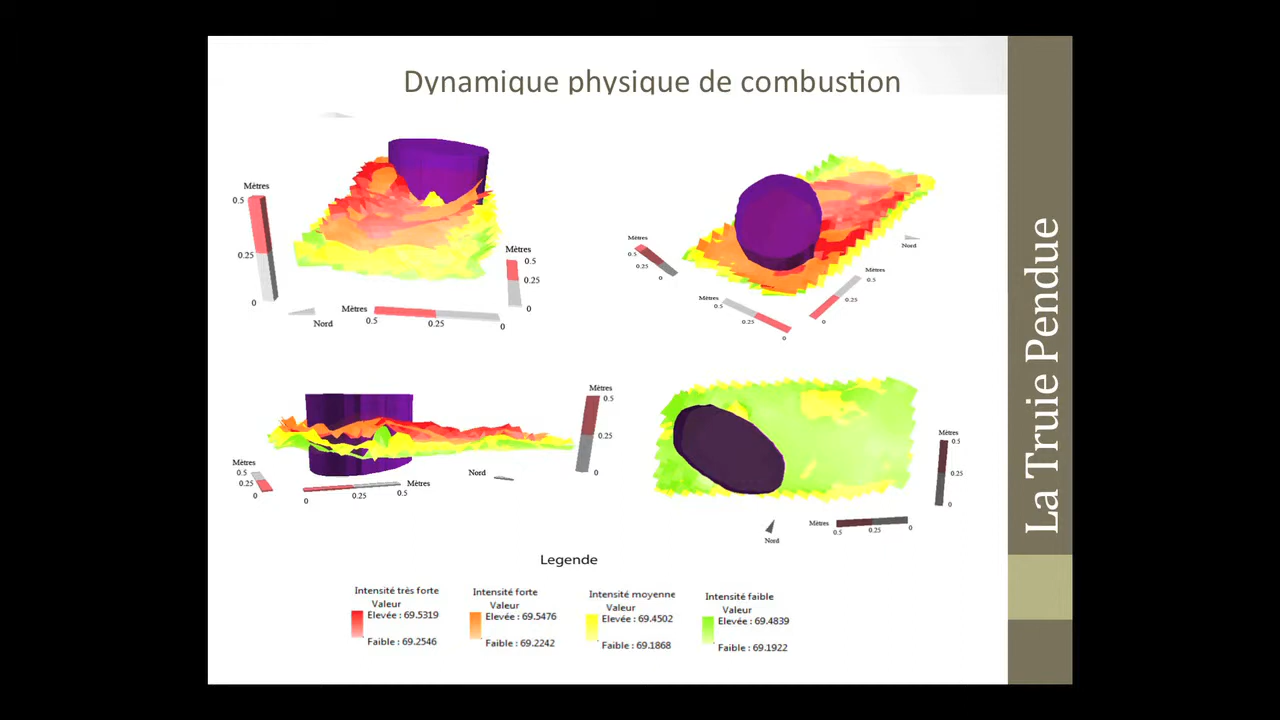 Dynamique physique de combustion
Mètres
0.5
0.25
0
Mètres
0.5
0.25
0
Nord
Mètres
0.5
0.25
0
Mètres
0.5
0.25
0
Nord
Mètres
0.5
0.25
0
Mètres
0.5
0.25
0
Mètres
0.5
0.25
0
Mètres
0.5
0.25
0
0
0.25
0.5
Mètres
Nord
Mètres
0.5
0.25
0
Nord
Mètres
0.5
0.25
0
La Truie Pendue
Legende
Intensité très forte
Valeur
Elevée : 69.5319
Faible : 69.2546
Intensité forte
Valeur
Elevée : 69.5476
Faible : 69.2242
Intensité moyenne
Valeur
Elevée : 69.4502
Faible : 69.1868
Intensité faible
Valeur
Elevée : 69.4839
Faible : 69.1922